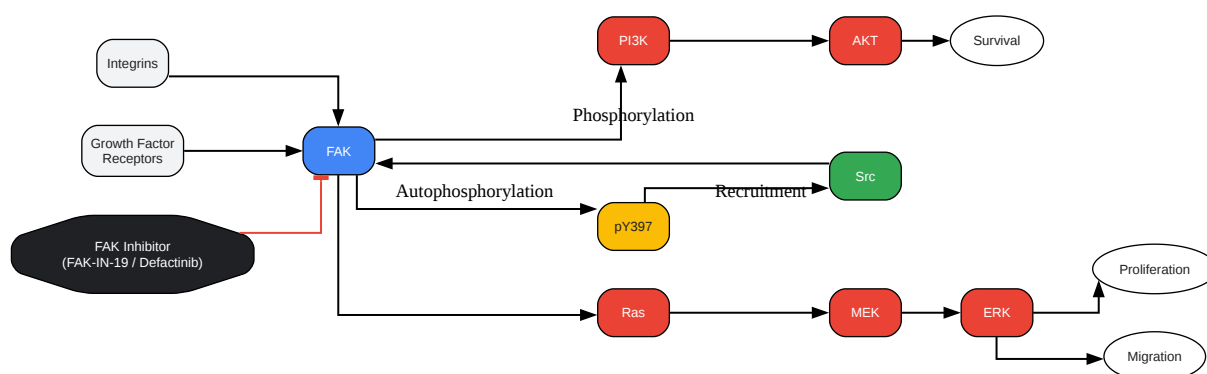 PI3K
AKT
Survival
Integrins
Phosphorylation
Growth Factor
Receptors
FAK
Src
Autophosphorylation
Recruitment
pY397
FAK Inhibitor
(FAK-IN-19 / Defactinib)
Proliferation
Ras
MEK
ERK
Migration